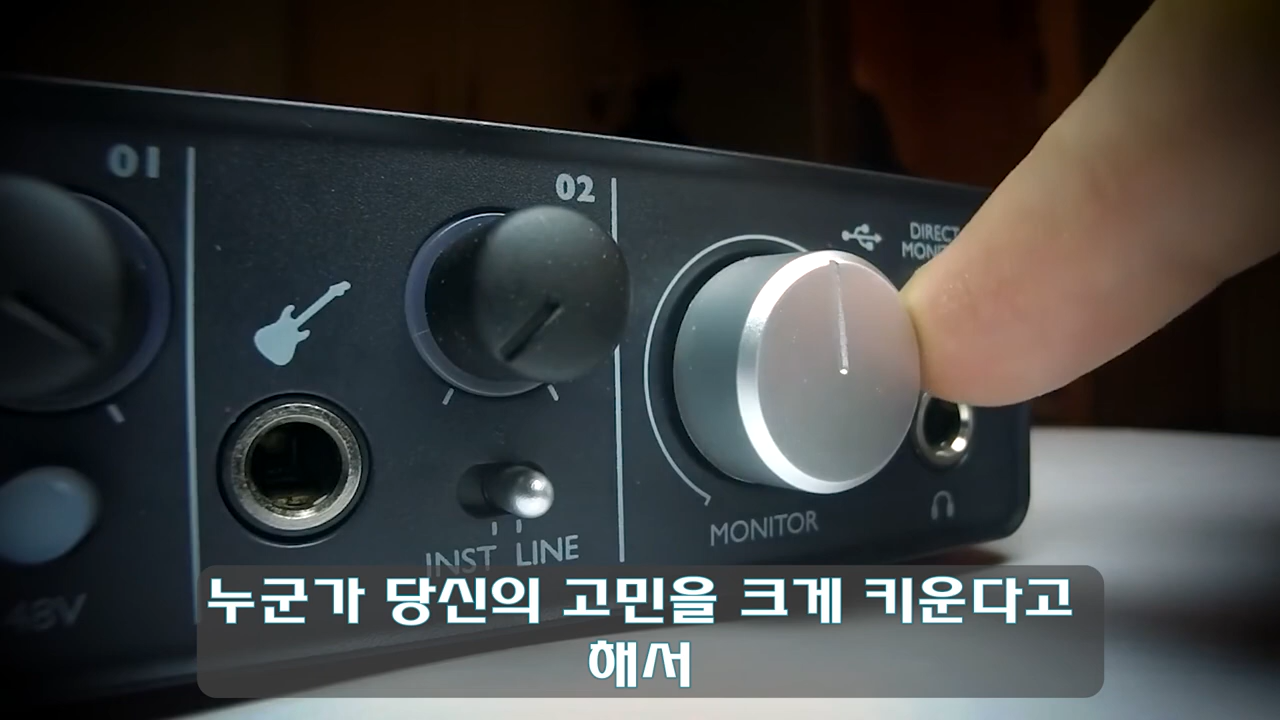 01
02
DIRECT
INST LINE
MONITOR
48V
누군가 당신의 고민을 크게 키운다고
해서